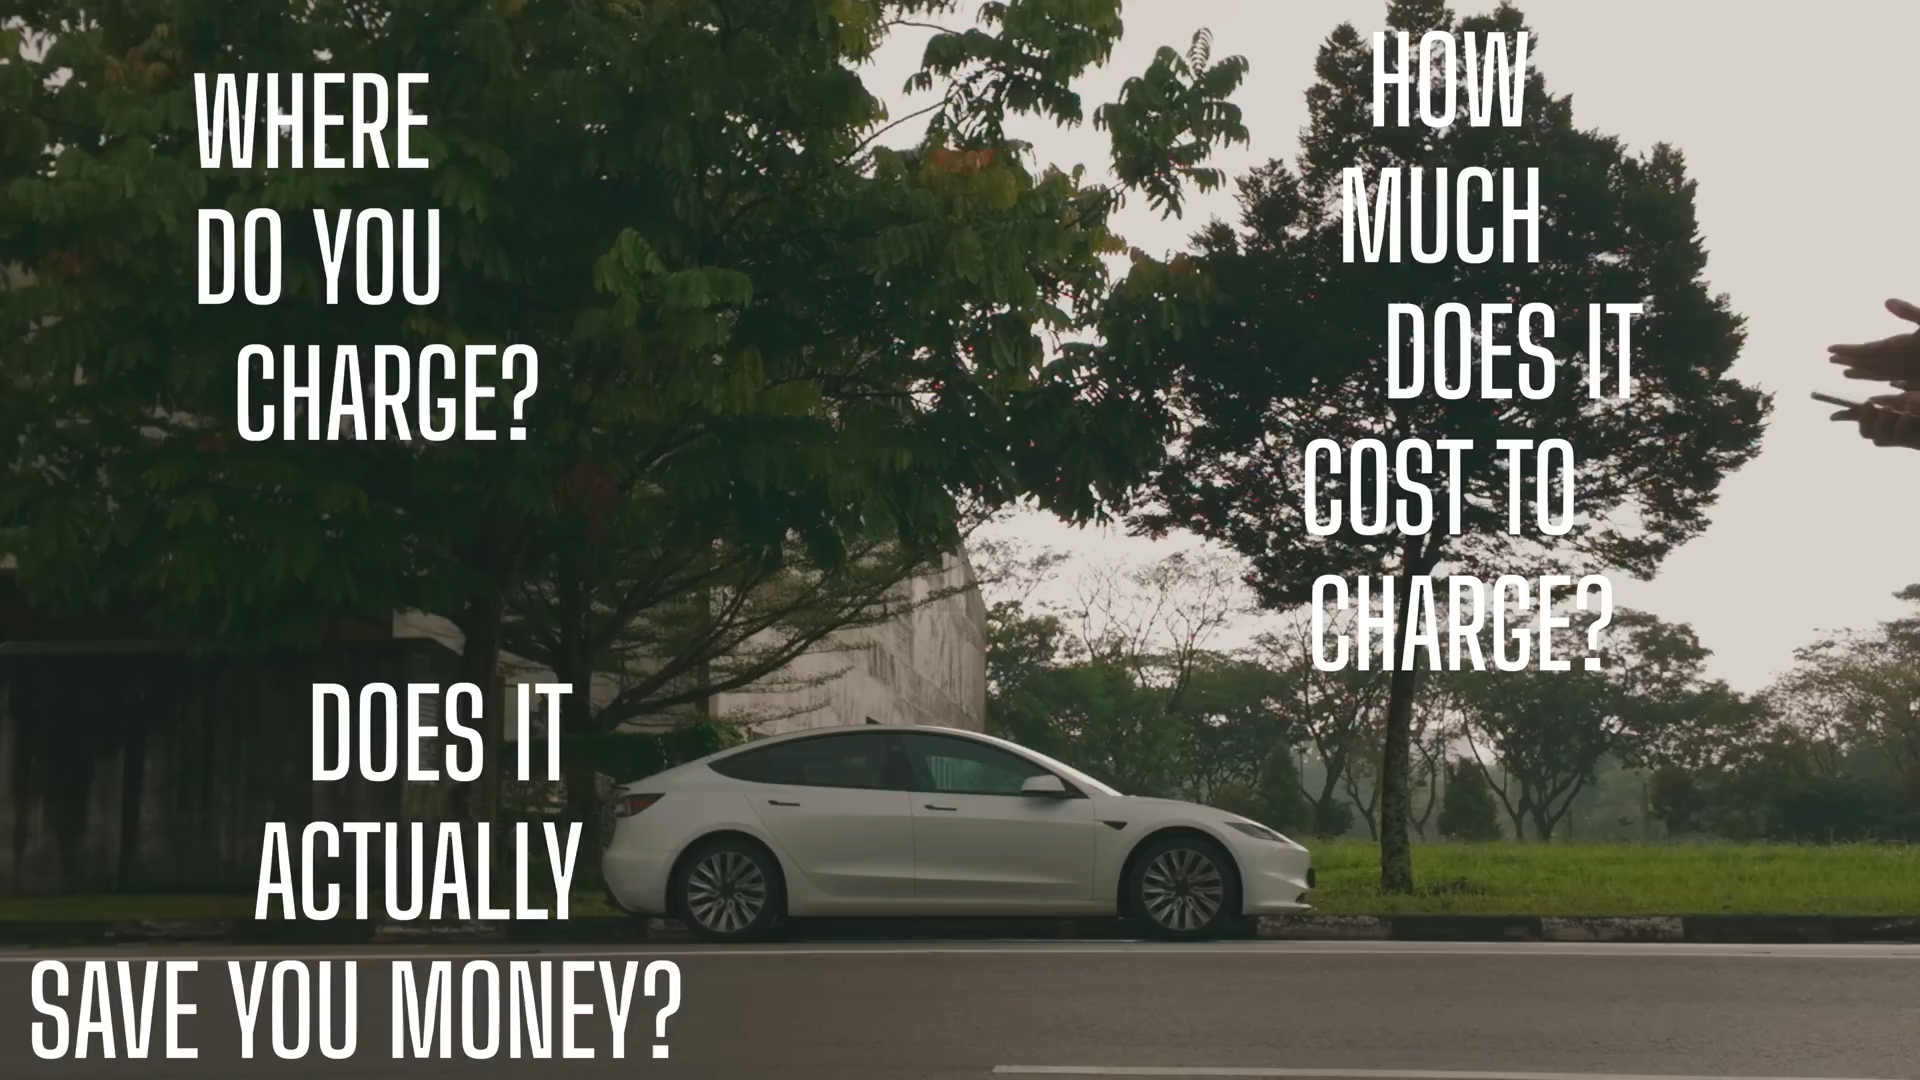 WHERE
DO YOU
CHARGE?
HOW
MUCH
DOES IT
COST TO
CHARGE?
DOES IT
ACTUALLY
SAVE YOU MONEY?